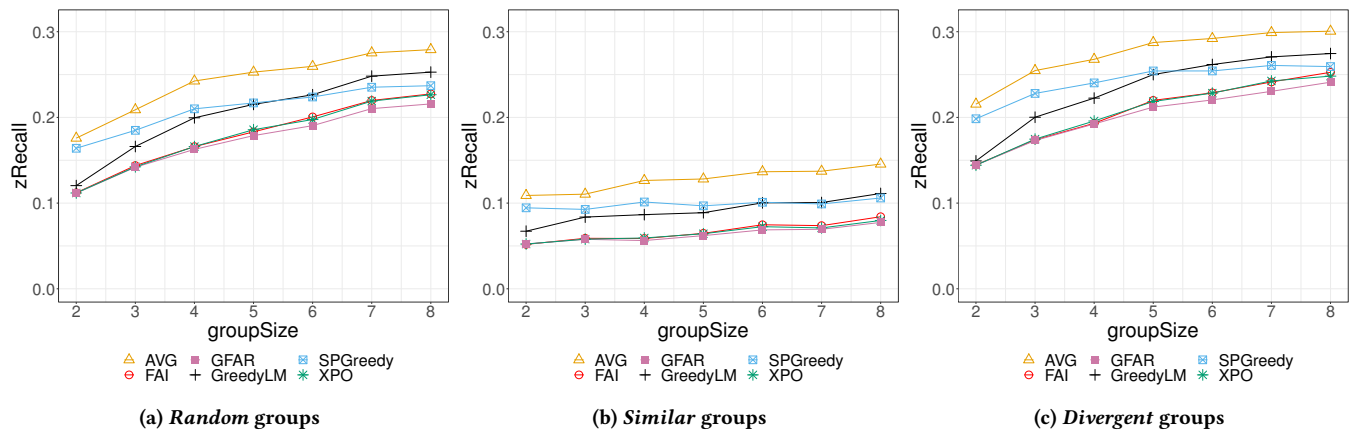 zRecall
0.3
0.2
0.1
0.0
2 3 4 5 6 7 8
groupSize
AVG GFAR SPGreedy
FAI GreedyLM XPO
(a) Random groups
zRecall
0.3
0.2
0.1
0.0
2 3 4 5 6 7 8
groupSize
AVG GFAR SPGreedy
FAI GreedyLM XPO
(b) Similar groups
zRecall
0.3
0.2
0.1
0.0
2 3 4 5 6 7 8
groupSize
AVG GFAR SPGreedy
FAI GreedyLM XPO
(c) Divergent groups